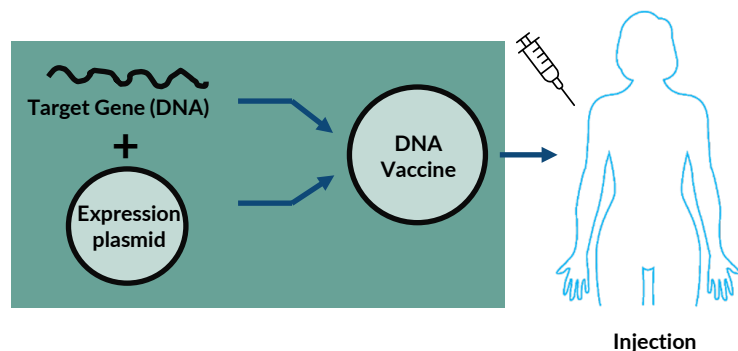 Target Gene (DNA)
+
Expression
plasmid
DNA
Vaccine
Injection